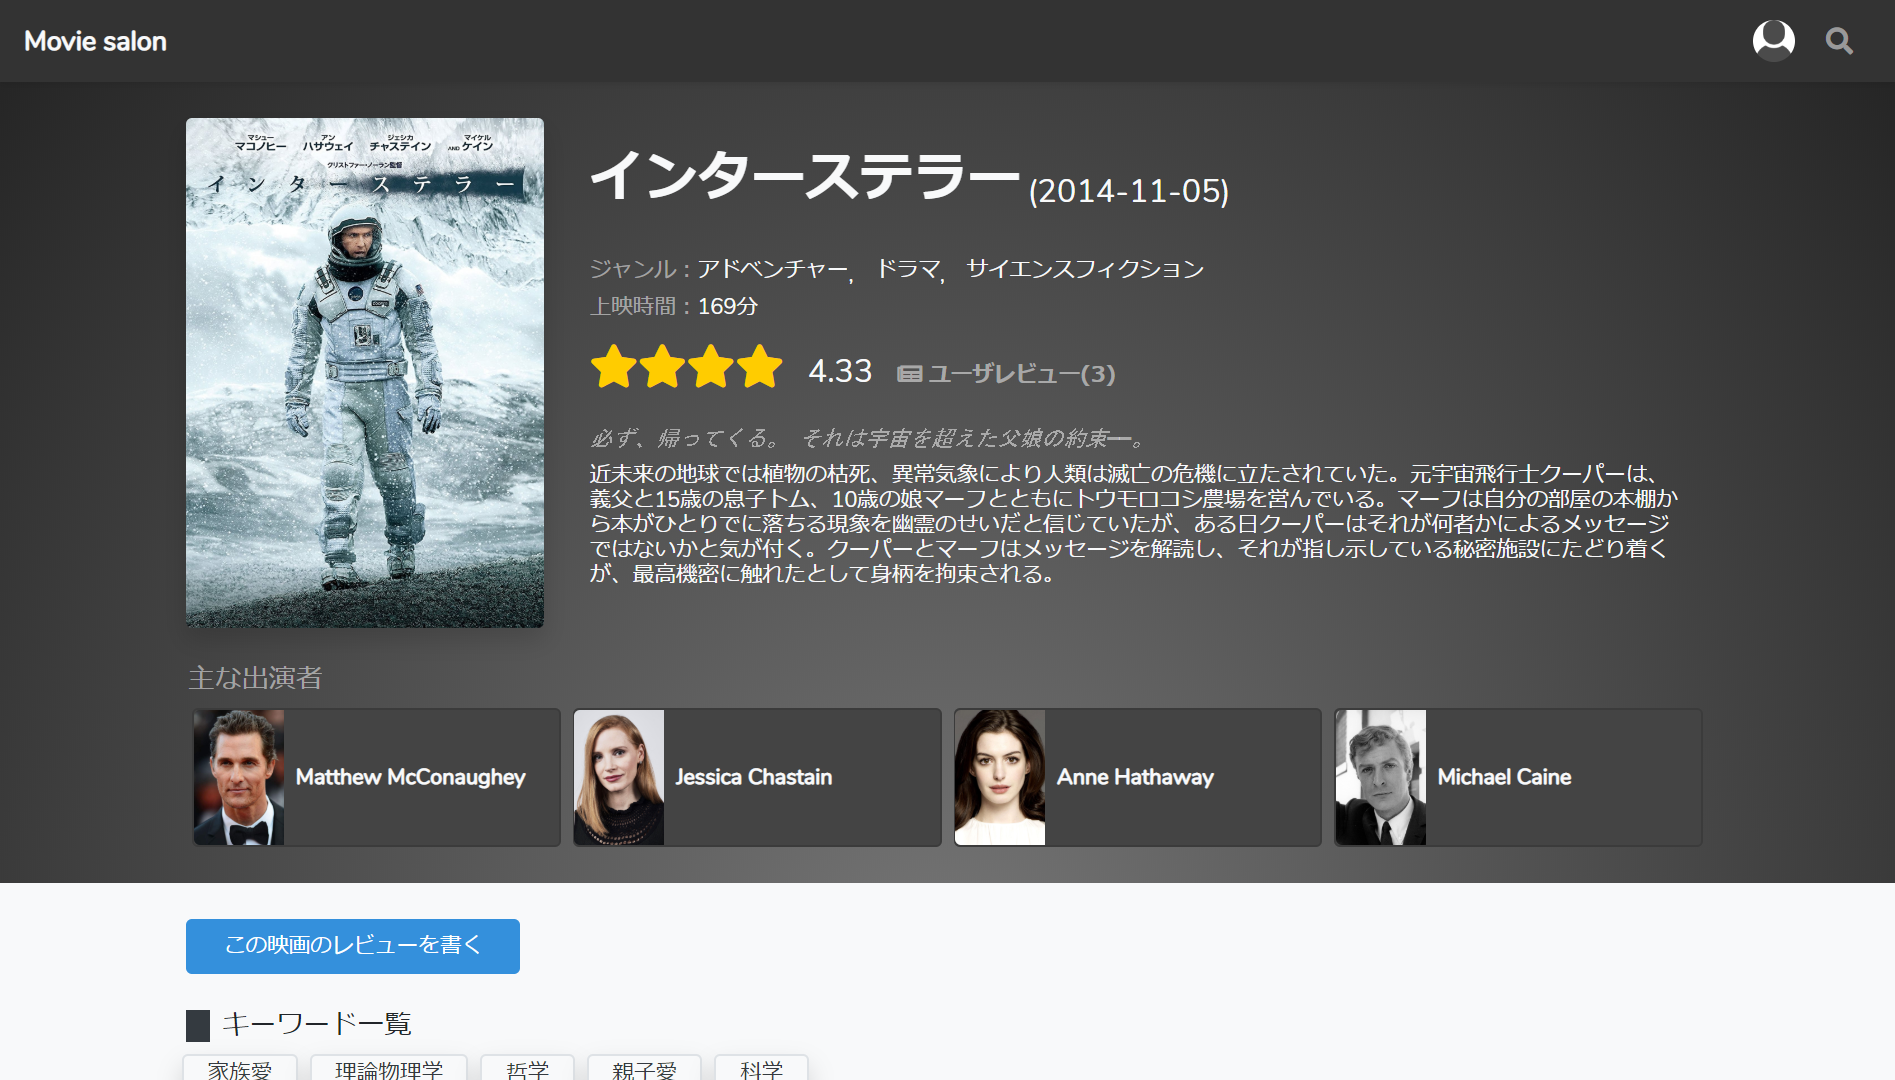 Movie salon
マシュー アン ジェシカ マイケル
マコノヒー ハサウェイ チャステイン AND ケイン
クリストファー・ノーラン監督
インターステラー
インターステラー (2014-11-05)
ジャンル : アドベンチャー, ドラマ, サイエンスフィクション
上映時間 : 169分
4.33 ユーザレビュー(3)
必ず、帰ってくる。 それは宇宙を超えた父娘の約束―。
近未来の地球では植物の枯死、異常気象により人類は滅亡の危機に立たされていた。元宇宙飛行士クーパーは、
義父と15歳の息子トム、10歳の娘マーフとともにトウモロコシ農場を営んでいる。マーフは自分の部屋の本棚か
ら本がひとりでに落ちる現象を幽霊のせいだと信じていたが、ある日クーパーはそれが何者かによるメッセージ
ではないかと気が付く。クーパーとマーフはメッセージを解読し、それが指し示している秘密施設にたどり着く
が、最高機密に触れたとして身柄を拘束される。
主な出演者
Matthew McConaughey
Jessica Chastain
Anne Hathaway
Michael Caine
この映画のレビューを書く
キーワード一覧
家族愛 理論物理学 哲学 親子愛 科学